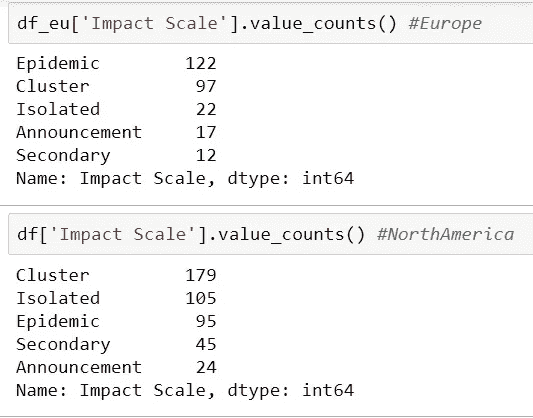 df_eu['Impact Scale'].value_counts() #Europe
Epidemic 122
Cluster 97
Isolated 22
Announcement 17
Secondary 12
Name: Impact Scale, dtype: int64
df['Impact Scale'].value_counts() #NorthAmerica
Cluster 179
Isolated 105
Epidemic 95
Secondary 45
Announcement 24
Name: Impact Scale, dtype: int64